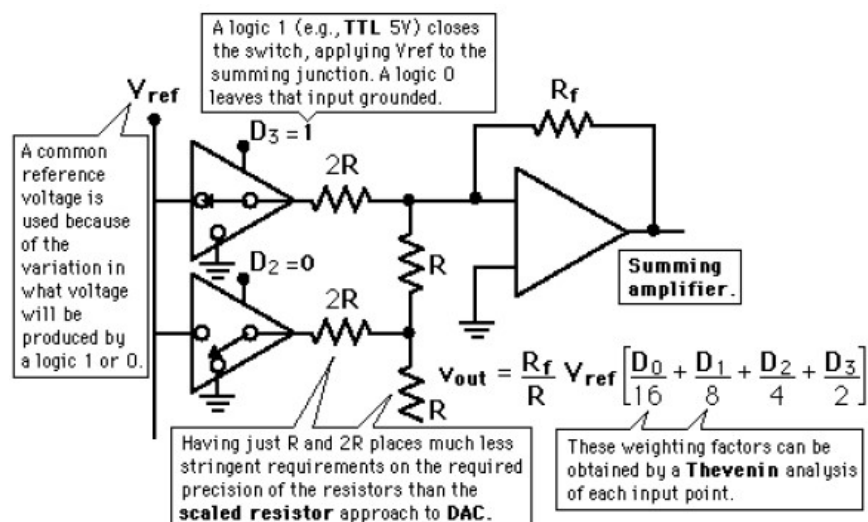 A logic 1 (e.g., TTL 5V) closes
the switch, applying Vref to the
summing junction. A logic 0
leaves that input grounded.
Vref
A common
reference
voltage is
used because
of the
variation in
what voltage
will be
produced by
a logic 1 or 0.
D3 = 1
2R
Rf
R
D2 = 0
2R
R
Summing
amplifier.
Vout = Rf/R Vref [D0/16 + D1/8 + D2/4 + D3/2]
Having just R and 2R places much less
stringent requirements on the required
precision of the resistors than the
scaled resistor approach to DAC.
These weighting factors can be
obtained by a Thevenin analysis
of each input point.